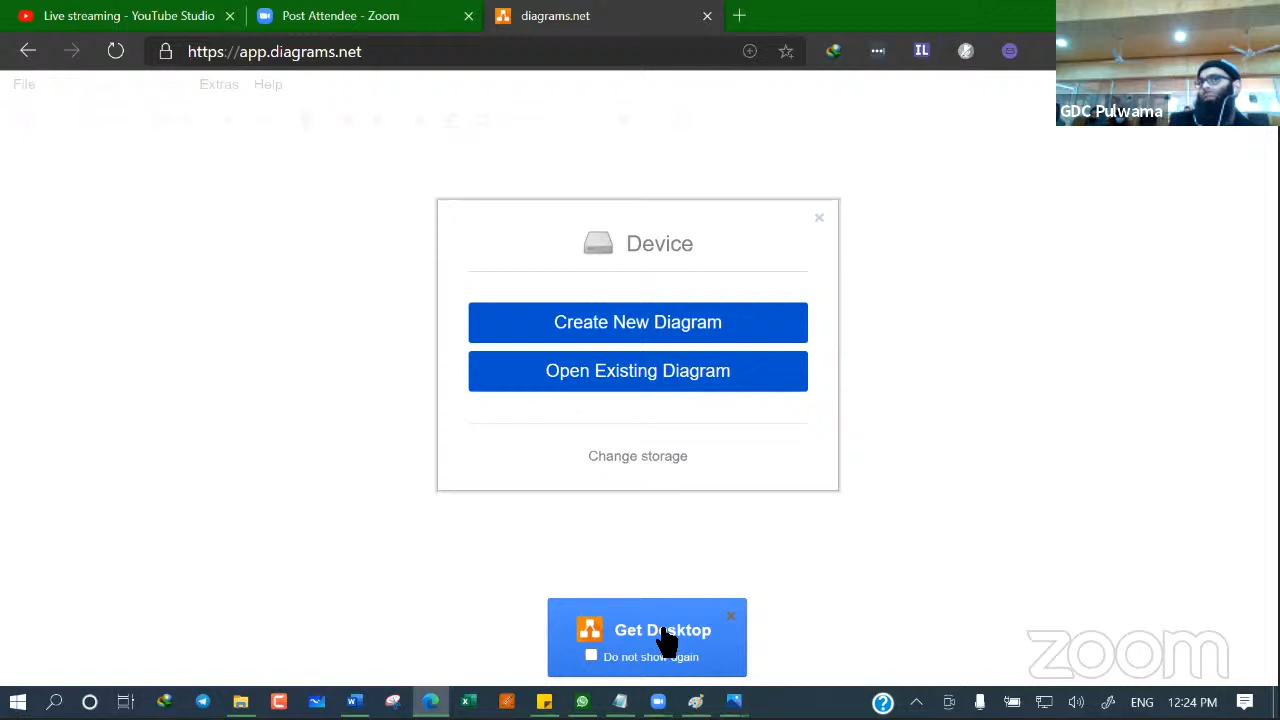 Live streaming - YouTube Studio
Post Attendee - Zoom
diagrams.net
https://app.diagrams.net
IL
File
Extras
Help
GDC Pulwama
Device
Create New Diagram
Open Existing Diagram
Change storage
Get Desktop
Do not show again
zoom
ENG
12:24 PM